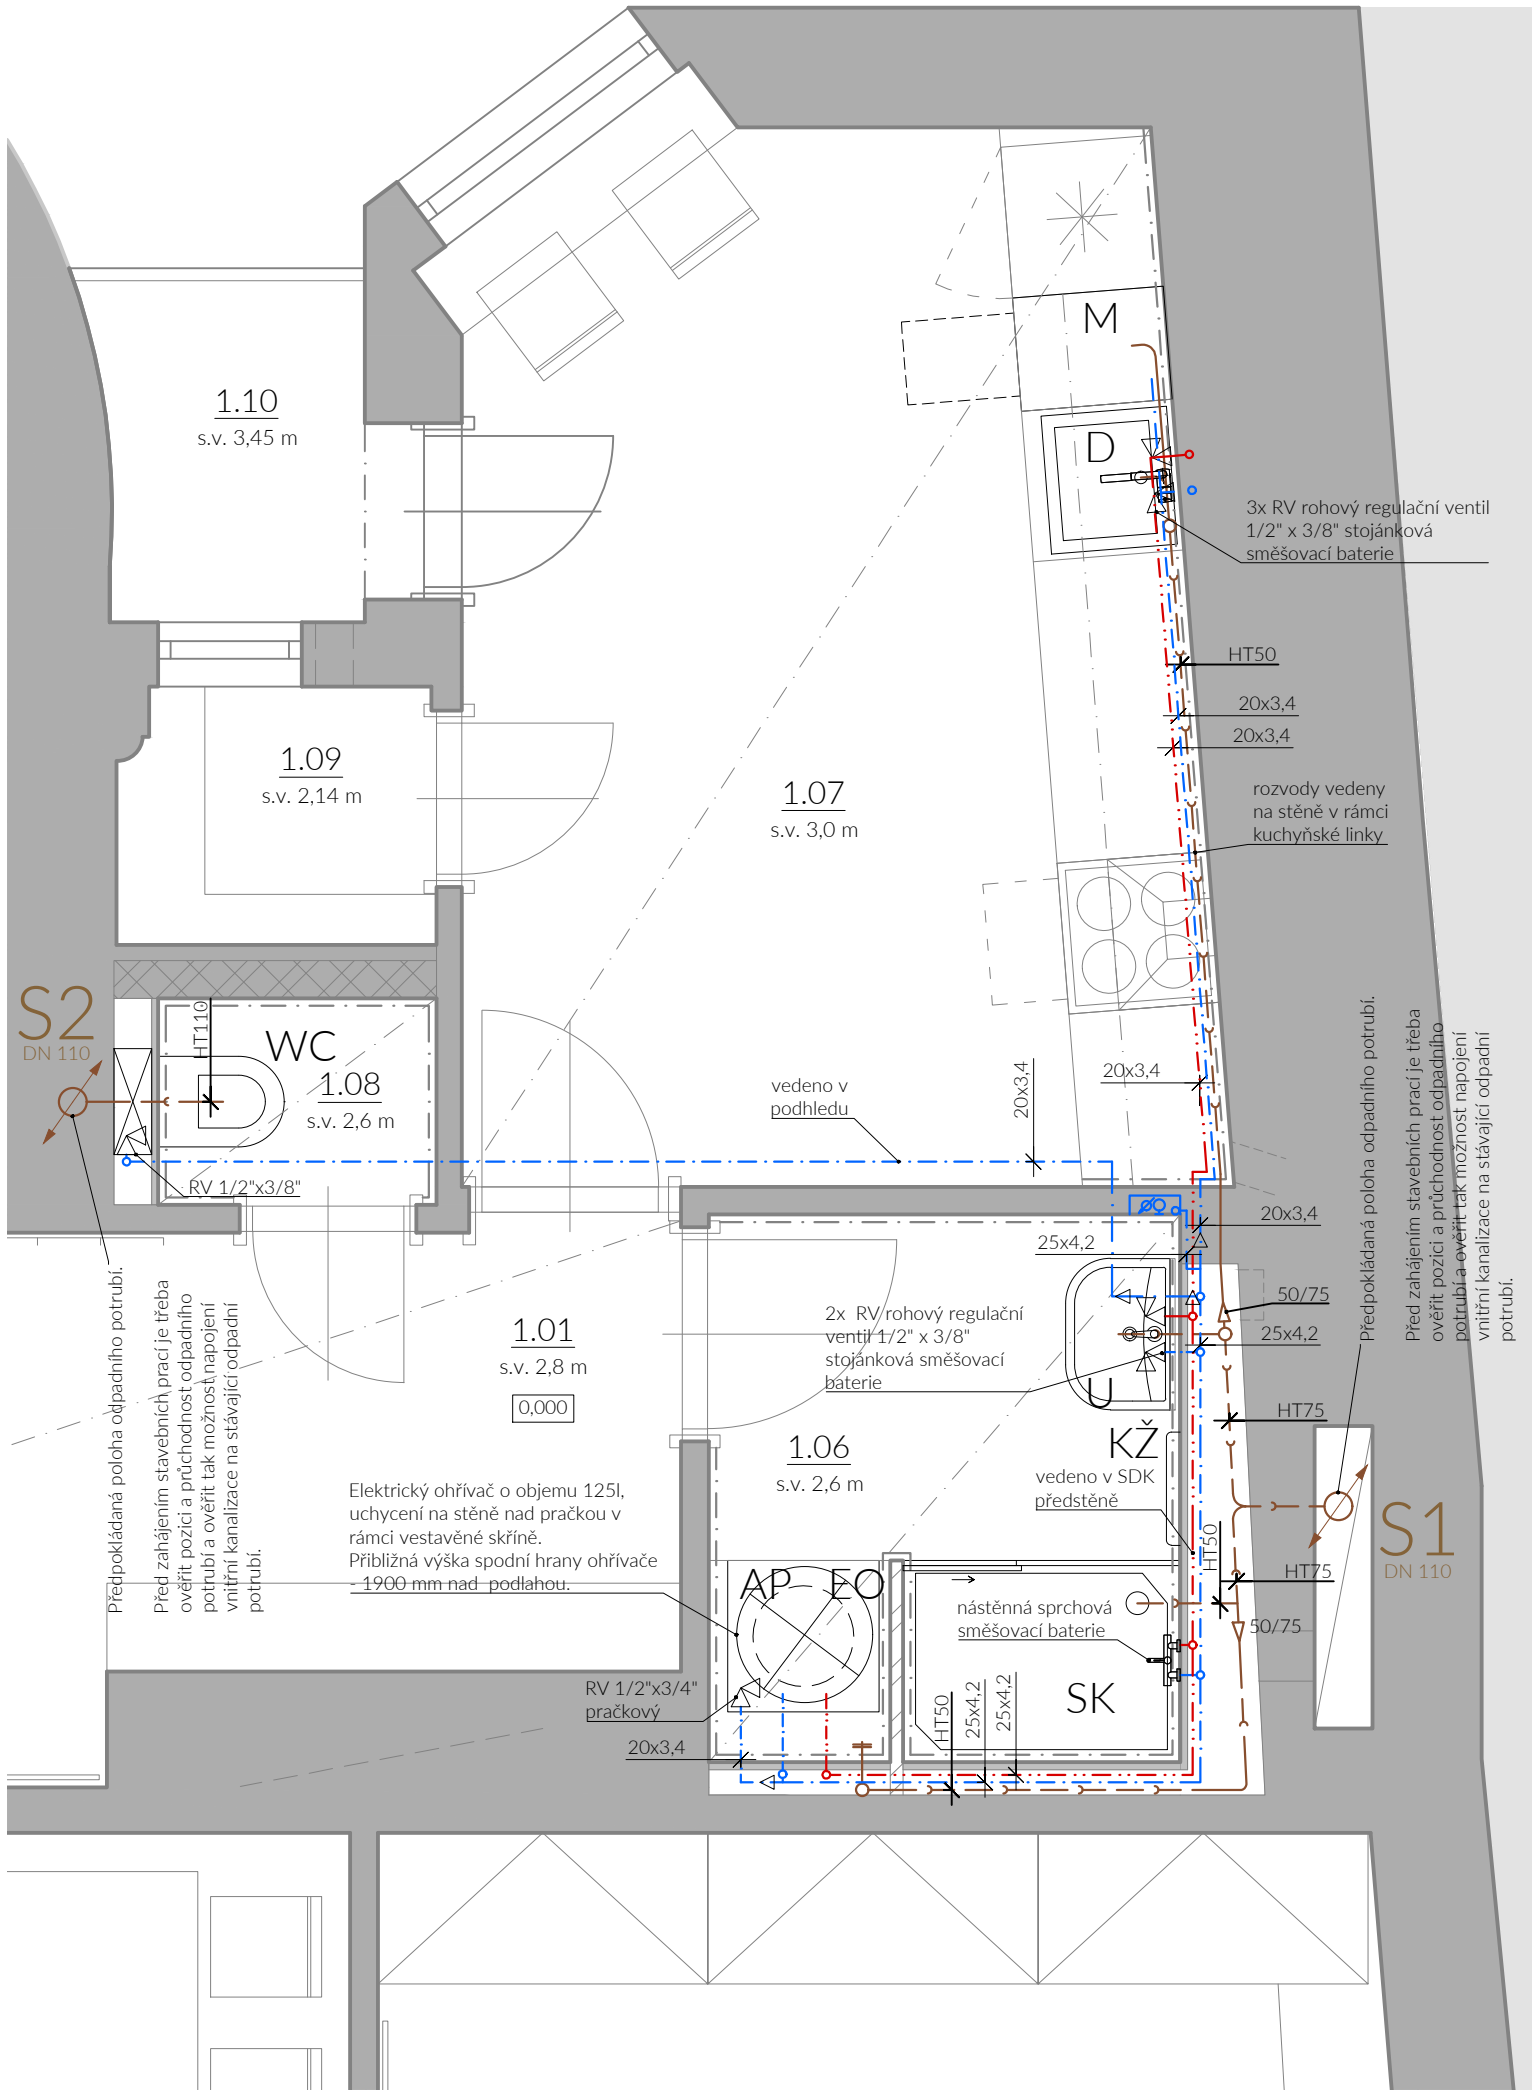 M
1.10
s.v. 3,45 m
D
3x RV rohový regulační ventil
1/2" x 3/8" stojánková
směšovací baterie
HT50
20x3,4
20x3,4
1.09
s.v. 2,14 m
1.07
s.v. 3,0 m
rozvody vedeny
na stěně v rámci
kuchyňské linky
S2
DN 110
HT110
WC
1.08
s.v. 2,6 m
RV 1/2"x3/8"
vedeno v
podhledu
20x3,4
20x3,4
Předpokládaná poloha odpadního potrubí.
Před zahájením stavebních prací je třeba
ověřit pozici a průchodnost odpadního
potrubí a ověřit tak možnost napojení
vnitřní kanalizace na stávající odpadní
potrubí.
20x3,4
25x4,2
50/75
25x4,2
Předpokládaná poloha odpadního potrubí.
Před zahájením stavebních prací je třeba
ověřit pozici a průchodnost odpadního
potrubí a ověřit tak možnost napojení
vnitřní kanalizace na stávající odpadní
potrubí.
1.01
s.v. 2,8 m
0,000
2x RV rohový regulační
ventil 1/2" x 3/8"
stojánková směšovací
baterie
U
KŽ
HT75
1.06
s.v. 2,6 m
vedeno v SDK
předstěně
Elektrický ohřívač o objemu 125l,
uchycení na stěně nad pračkou v
rámci vestavěné skříně.
Přibližná výška spodní hrany ohřívače
- 1900 mm nad podlahou.
S1
DN 110
HT50
HT75
50/75
AP
EO
nástěnná sprchová
směšovací baterie
SK
RV 1/2"x3/4"
pračkový
20x3,4
HT50
25x4,2
25x4,2